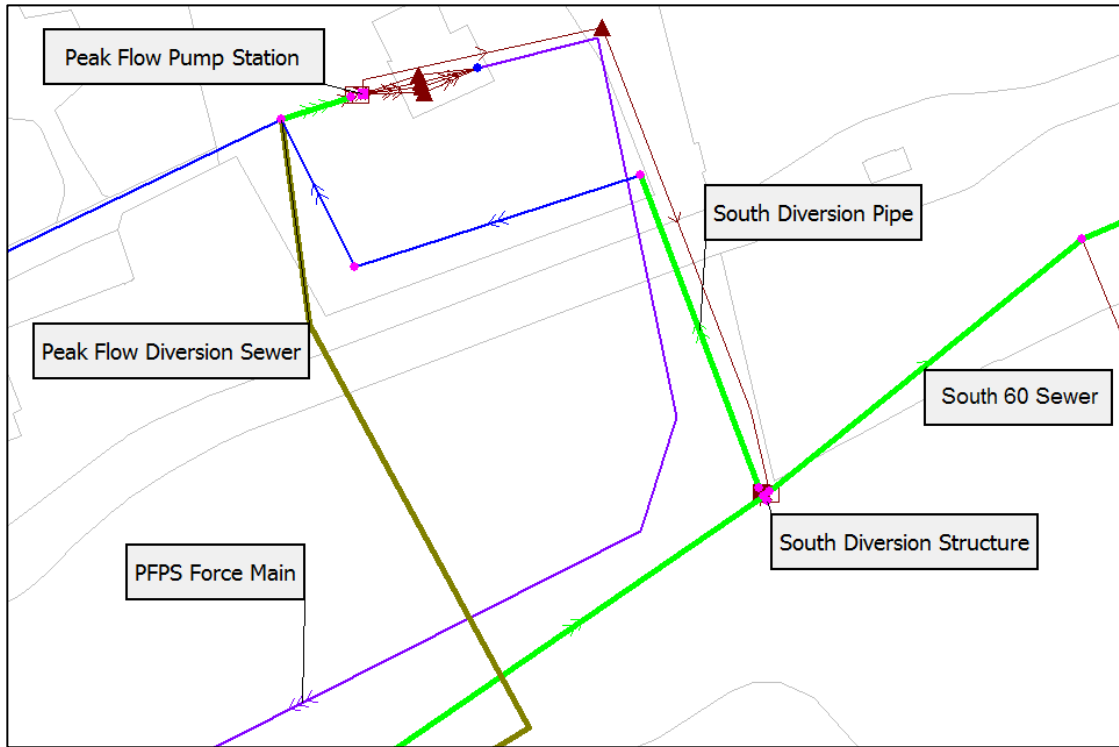 Peak Flow Pump Station
South Diversion Pipe
Peak Flow Diversion Sewer
South 60 Sewer
South Diversion Structure
PFPS Force Main